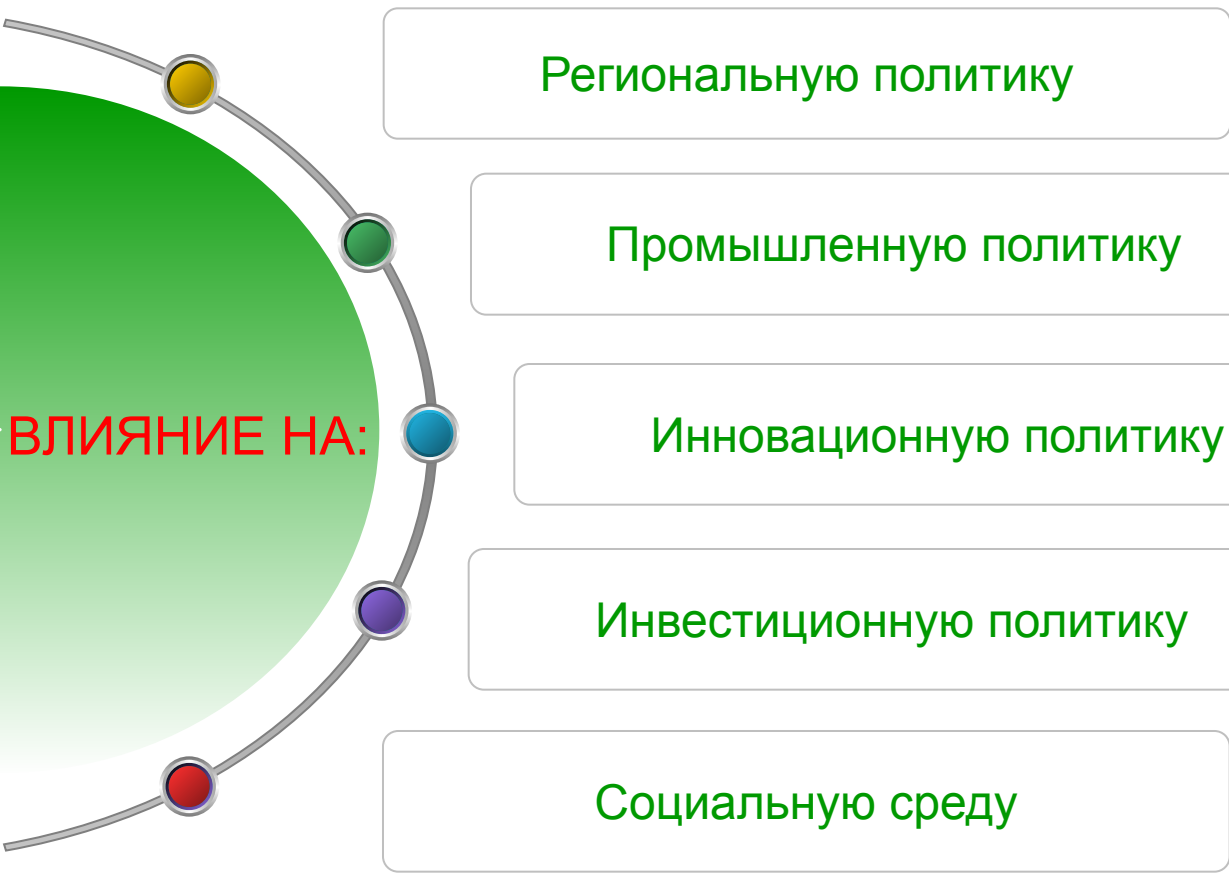 Региональную политику
Промышленную политику
ВЛИЯНИЕ НА:
Инновационную политику
Инвестиционную политику
Социальную среду